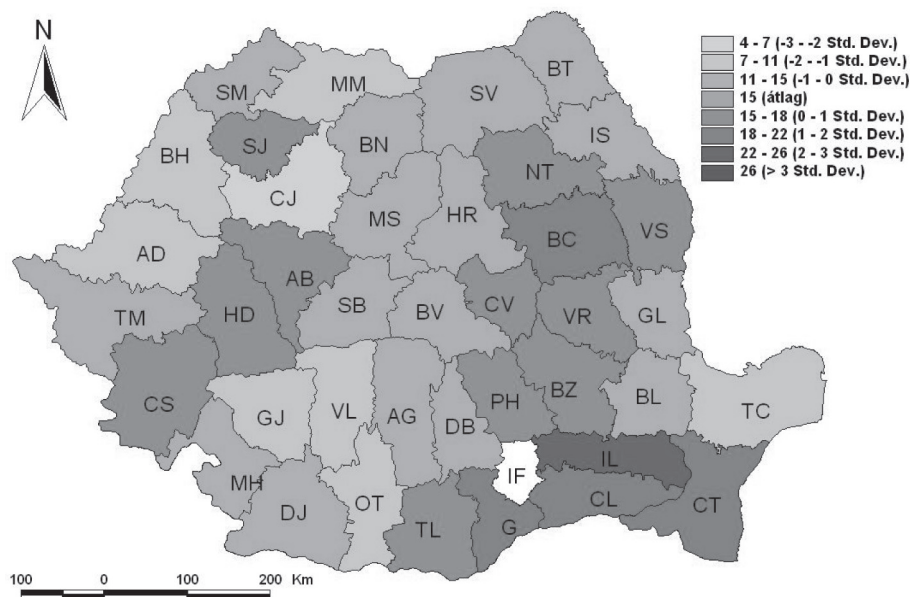 N
4 - 7 (-3 - -2 Std. Dev.)
7 - 11 (-2 - -1 Std. Dev.)
11 - 15 (-1 - 0 Std. Dev.)
15 (átlag)
15 - 18 (0 - 1 Std. Dev.)
18 - 22 (1 - 2 Std. Dev.)
22 - 26 (2 - 3 Std. Dev.)
26 (> 3 Std. Dev.)
SM MM SV BT
BH SJ BN NT IS
CJ MS HR BC VS
AD AB
TM HD SB BV CV VR GL
CS GJ VL AG DB PH BZ BL TC
MH DJ OT TL IF G IL CL CT
100 0 100 200 Km